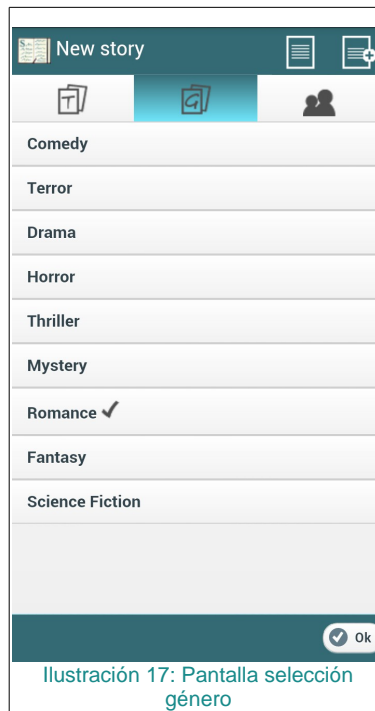 New story
T G
Comedy
Terror
Drama
Horror
Thriller
Mystery
Romance
Fantasy
Science Fiction
Ok
Ilustración 17: Pantalla selección
género